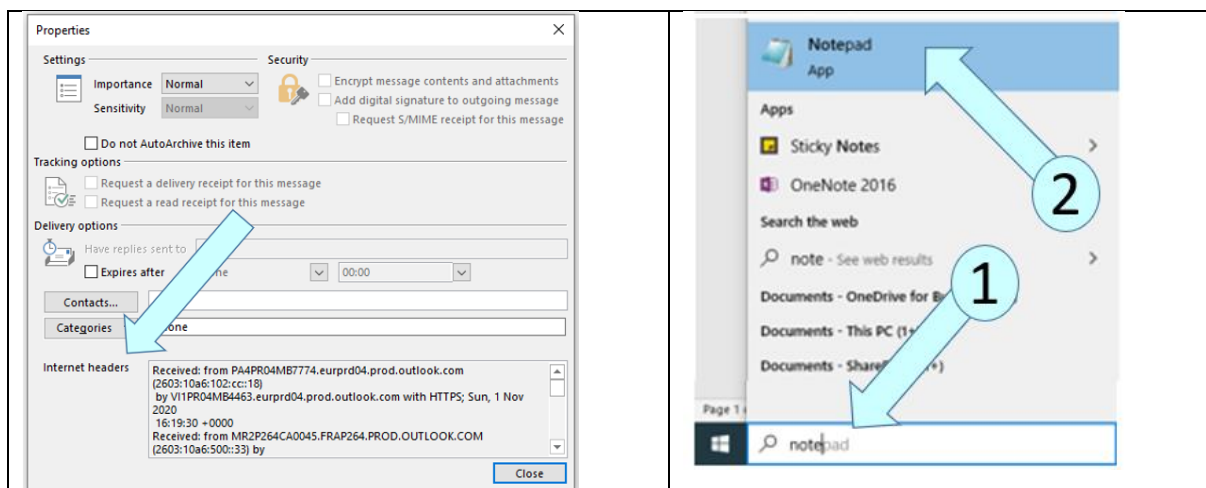 Properties
Settings
Security
Importance Normal
Encrypt message contents and attachments
Sensitivity Normal
Add digital signature to outgoing message
Request S/MIME receipt for this message
Do not AutoArchive this item
Tracking options
Request a delivery receipt for this message
Request a read receipt for this message
Delivery options
Have replies sent to
Expires after 00:00
Contacts...
Categories
Internet headers
Received: from PA4PR04MB7774.eurprd04.prod.outlook.com
(2603:10a6:102:cc::18)
by VI1PR04MB4463.eurprd04.prod.outlook.com with HTTPS; Sun, 1 Nov
2020
16:19:30 +0000
Received: from MR2P264CA0045.FRAP264.PROD.OUTLOOK.COM
(2603:10a6:500::33) by
Close
Notepad
App
Apps
Sticky Notes
OneNote 2016
2
Search the web
note - See web results
1
Documents - OneDrive for
Documents - This PC
Documents -
Page 1
notepad